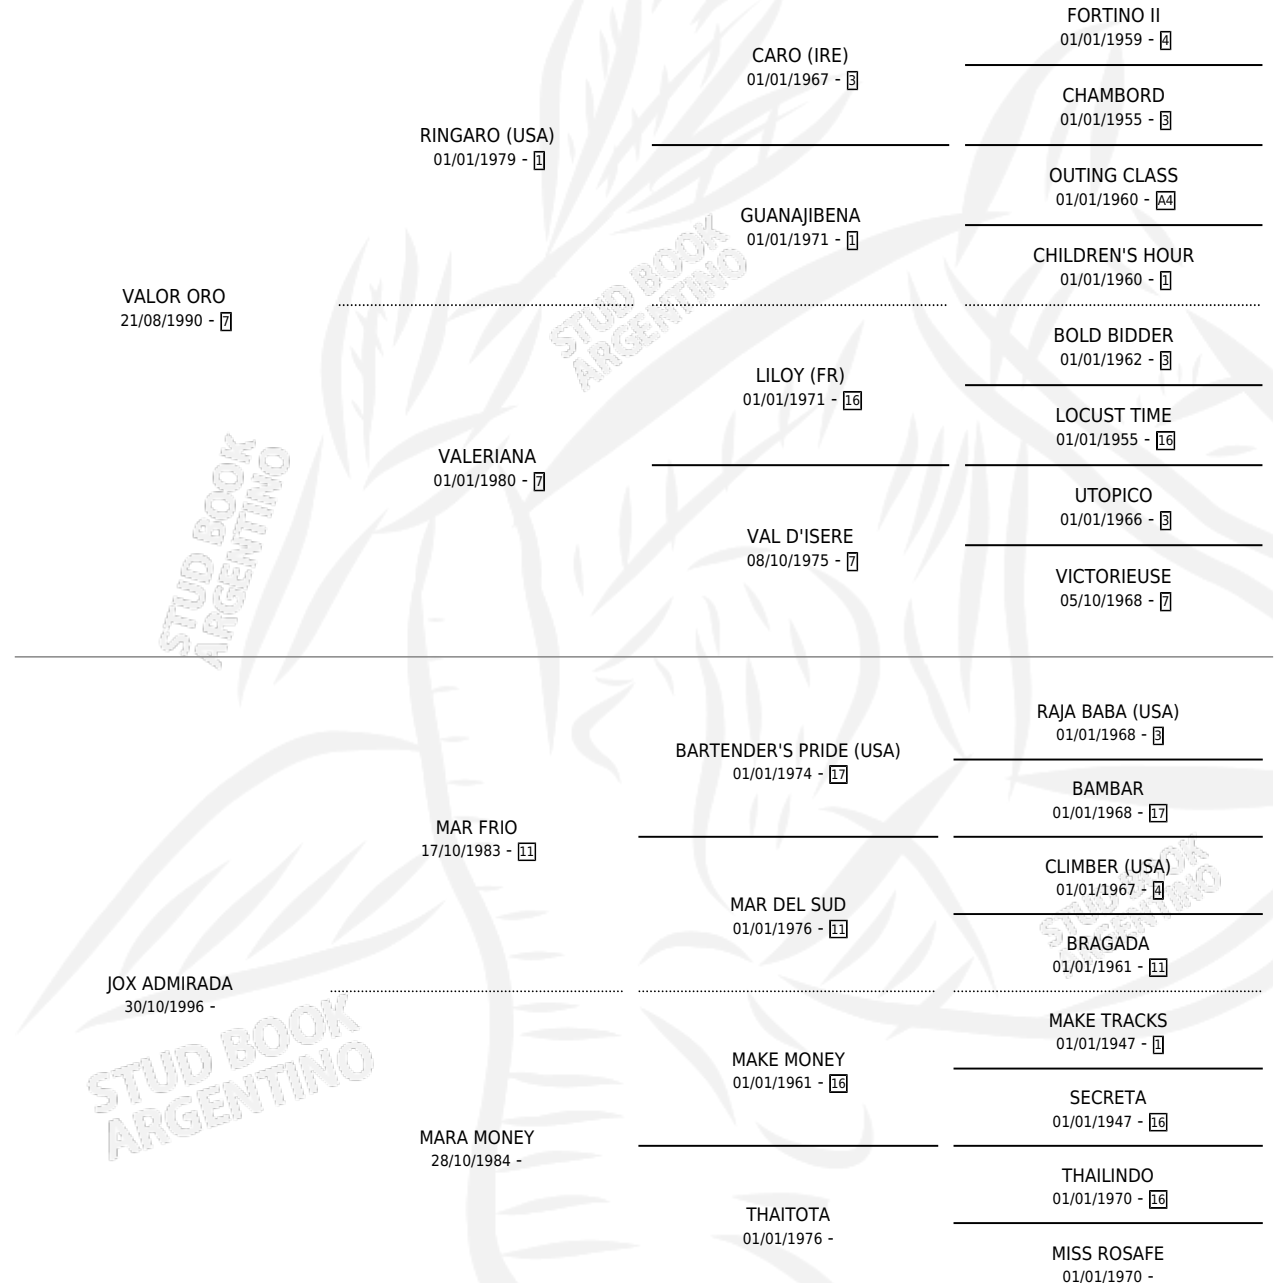 FORTINO II
01/01/1959 - 4
CARO (IRE)
01/01/1967 - 3
CHAMBORD
01/01/1955 - 3
RINGARO (USA)
01/01/1979 - 1
OUTING CLASS
01/01/1960 - A4
GUANAJIBENA
01/01/1971 - 1
CHILDREN'S HOUR
01/01/1960 - 1
VALOR ORO
21/08/1990 - 7
STUD BOOK
ARGENTINO
BOLD BIDDER
01/01/1962 - 3
LILOY (FR)
01/01/1971 - 16
LOCUST TIME
01/01/1955 - 16
VALERIANA
01/01/1980 - 7
UTOPICO
01/01/1966 - 3
VAL D'ISERE
08/10/1975 - 7
VICTORIEUSE
05/10/1968 - 7
STUD BOOK
ARGENTINO
RAJA BABA (USA)
01/01/1968 - 3
BARTENDER'S PRIDE (USA)
01/01/1974 - 17
BAMBAR
01/01/1968 - 17
MAR FRIO
17/10/1983 - 11
CLIMBER (USA)
01/01/1967 - 4
MAR DEL SUD
01/01/1976 - 11
BRAGADA
01/01/1961 - 11
STUD BOOK
ARGENTINO
JOX ADMIRADA
30/10/1996 -
MAKE TRACKS
01/01/1947 - 1
MAKE MONEY
01/01/1961 - 16
SECRETA
01/01/1947 - 16
STUD BOOK
ARGENTINO
MARA MONEY
28/10/1984 -
THAILINDO
01/01/1970 - 16
THAITOTA
01/01/1976 -
MISS ROSAFE
01/01/1970 -